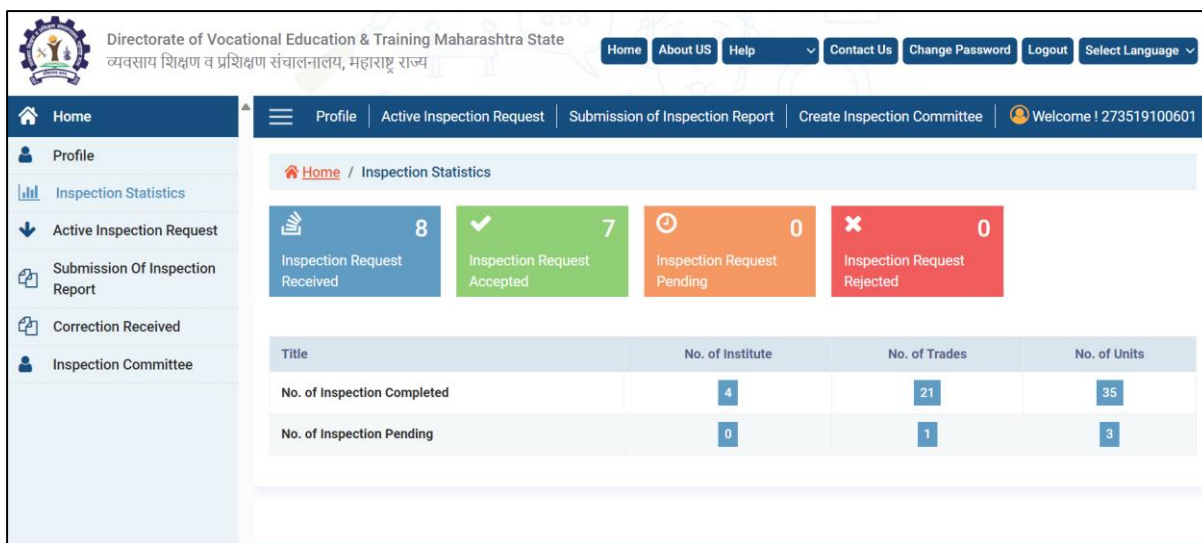 Directorate of Vocational Education & Training Maharashtra State
व्यवसाय शिक्षण व प्रशिक्षण संचालनालय, महाराष्ट्र राज्य
Home About US Help Contact Us Change Password Logout Select Language
Home
Profile
Inspection Statistics
Active Inspection Request
Submission Of Inspection
Report
Correction Received
Inspection Committee
Profile Active Inspection Request Submission of Inspection Report Create Inspection Committee Welcome ! 273519100601
Home / Inspection Statistics
8
Inspection Request
Received
7
Inspection Request
Accepted
0
Inspection Request
Pending
0
Inspection Request
Rejected
Title No. of Institute No. of Trades No. of Units
No. of Inspection Completed 4 21 35
No. of Inspection Pending 0 1 3